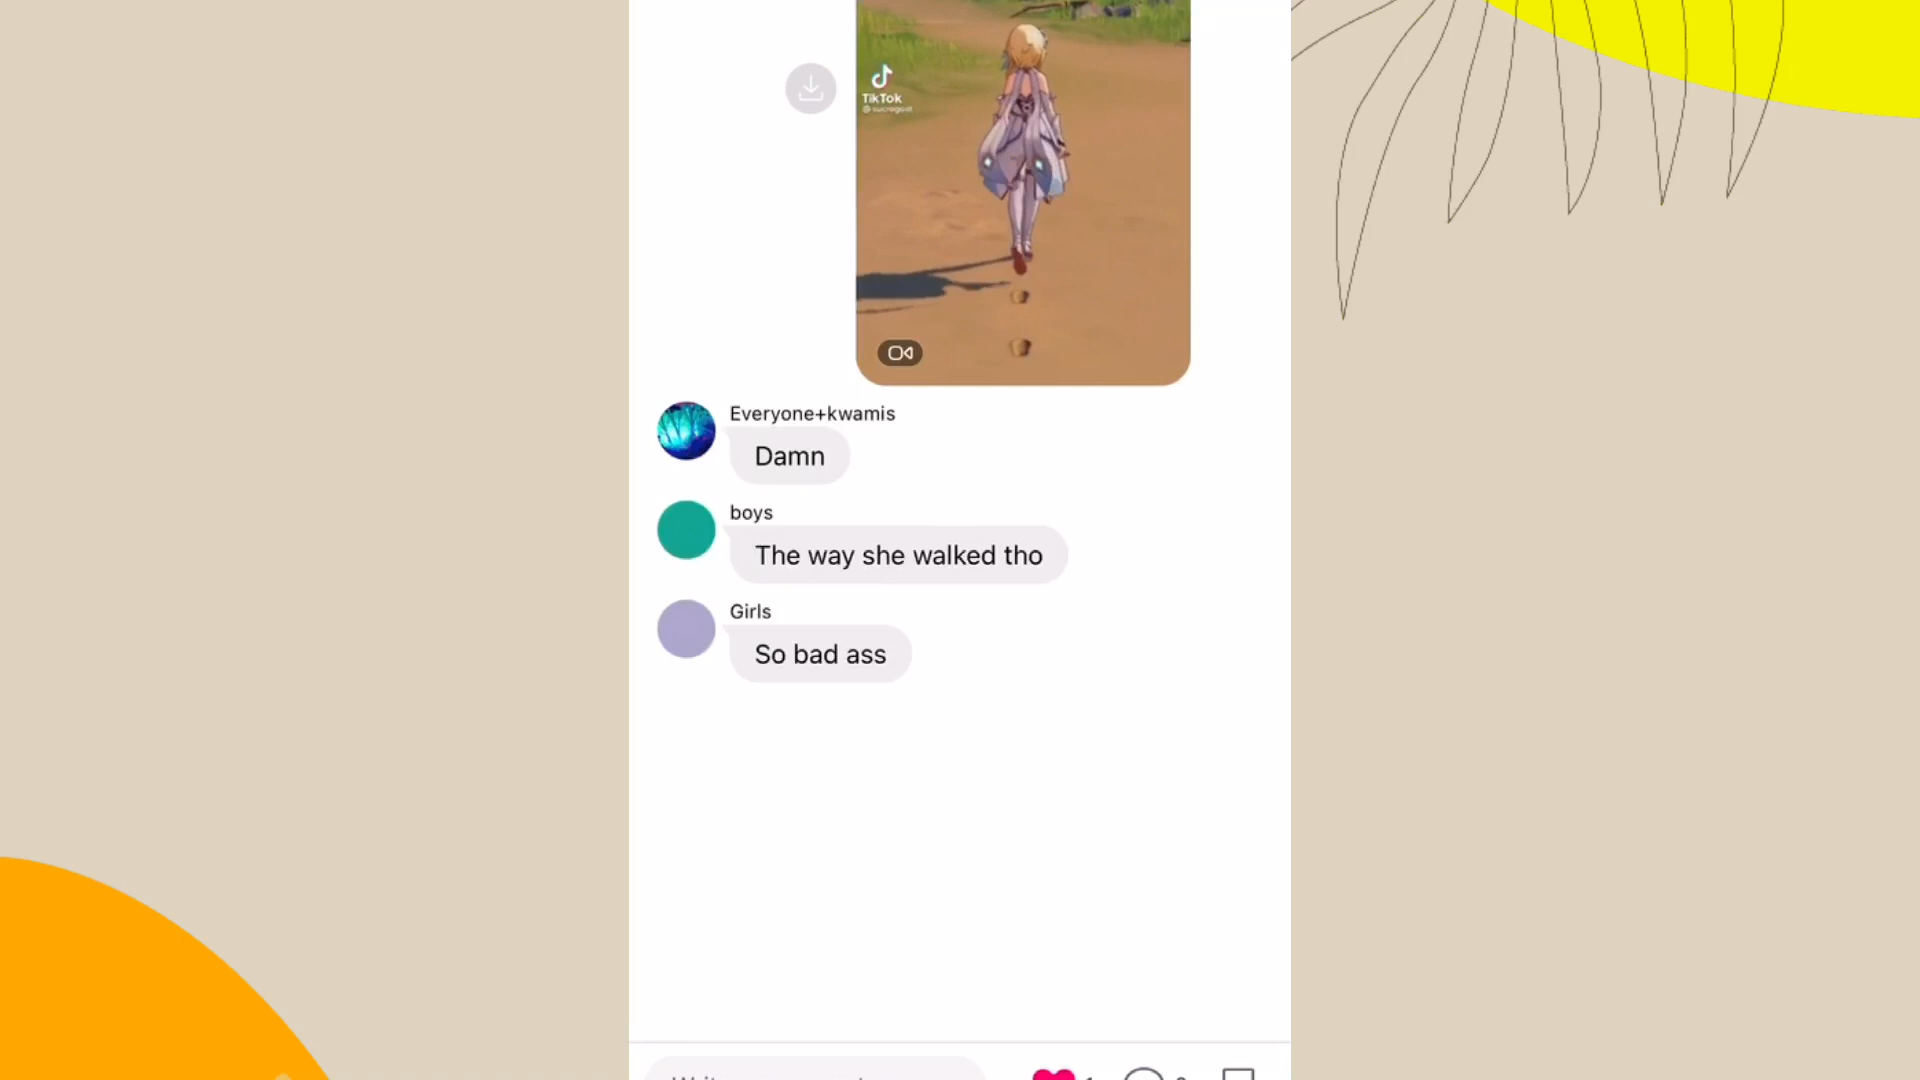 TikTok
Everyone+kwamis
Damn
boys
The way she walked tho
Girls
So bad ass